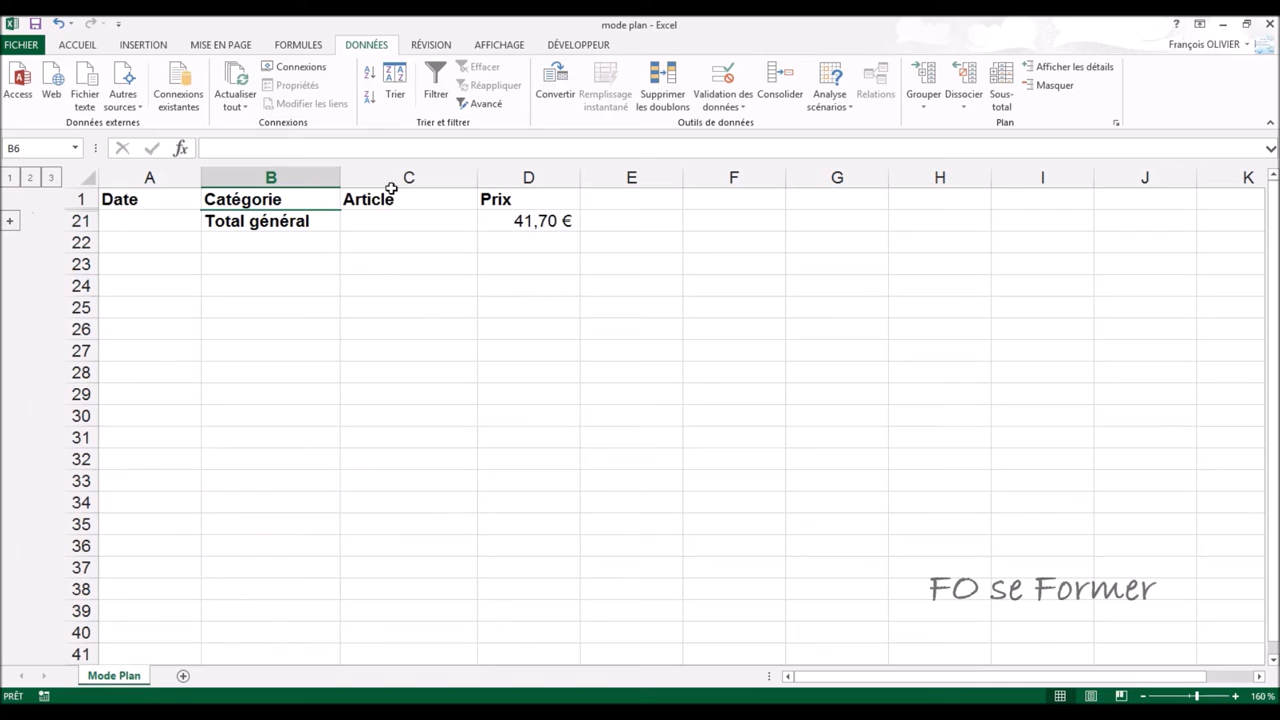 mode plan - Excel
FICHIER ACCUEIL INSERTION MISE EN PAGE FORMULES DONNÉES RÉVISION AFFICHAGE DÉVELOPPEUR François OLIVIER
Access Web Fichier texte Autres sources Connexions existantes
Données externes
Actualiser tout Connexions Propriétés Modifier les liens
Connexions
Trier Filtrer Effacer Réappliquer Avancé
Trier et filtrer
Convertir Remplissage instantané Supprimer les doublons Validation des données Consolider Analyse scénarios Relations
Outils de données
Grouper Dissocier Sous-total Afficher les détails Masquer
Plan
B6 fx
1 2 3 A B C D E F G H I J K
1 Date Catégorie Article Prix
21 Total général 41,70 €
22
23
24
25
26
27
28
29
30
31
32
33
34
35
36
37
38
39
40
41
FO se Former
Mode Plan
PRÊT 160 %